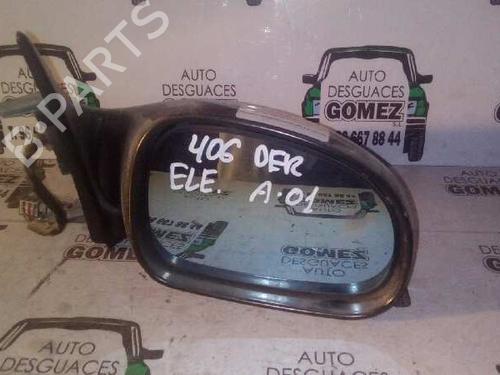 B-PARTS
AUTO
DESGUACES
GOMEZ S.L.
AUTO
DESGUACES
GOMEZ S.L.
667 88 44
406 DER
ELE. A.01
GOMEZ
DESGUACES
AUTO
GOMEZ
AUTO
DESGUACES
AUTO
DESGUACES